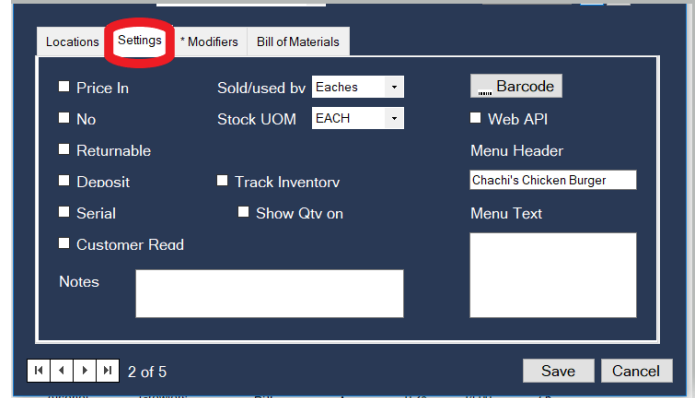 Locations Settings * Modifiers Bill of Materials
Price In Sold/used by Eaches Barcode
No Stock UOM EACH Web API
Returnable Menu Header
Deposit Track Inventory Chachi's Chicken Burger
Serial Show Qty on Menu Text
Customer Read
Notes
2 of 5 Save Cancel